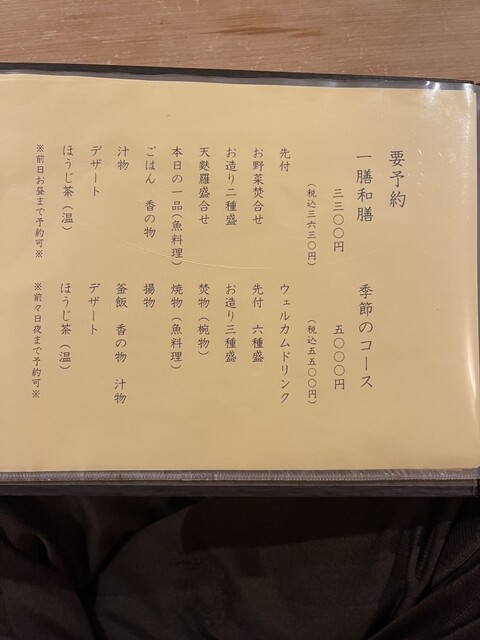 要予約
一膳和膳
三三〇〇円
(税込三六三〇円)
先付
お野菜焚合せ
お造り二種盛
天麩羅盛合せ
本日の一品(魚料理)
ごはん 香の物
汁物
デザート
ほうじ茶(温)
※前日お昼まで予約可※
季節のコース
五〇〇〇円
(税込五五〇〇円)
ウェルカムドリンク
先付 六種盛
お造り三種盛
焚物(椀物)
焼物(魚料理)
揚物
釜飯 香の物 汁物
デザート
ほうじ茶(温)
※前々日夜まで予約可※